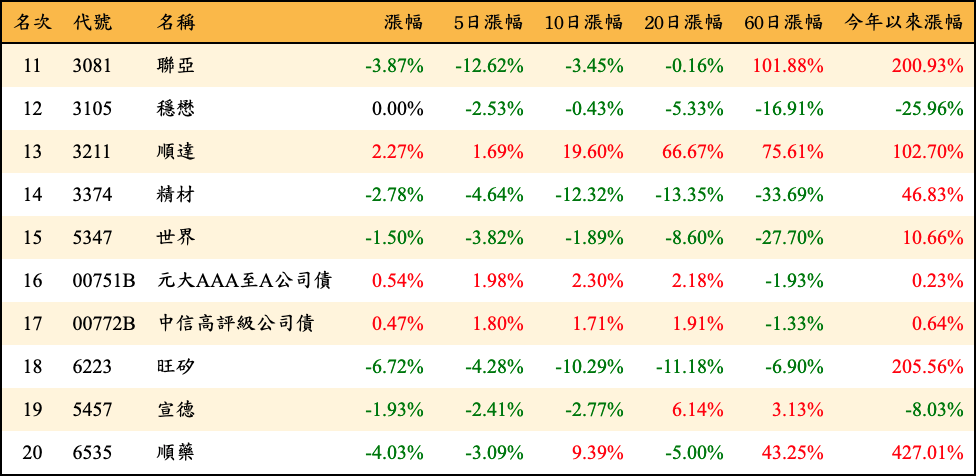 名次 代號 名稱 漲幅 5日漲幅 10日漲幅 20日漲幅 60日漲幅 今年以來漲幅
11 3081 聯亞 -3.87% -12.62% -3.45% -0.16% 101.88% 200.93%
12 3105 穩懋 0.00% -2.53% -0.43% -5.33% -16.91% -25.96%
13 3211 順達 2.27% 1.69% 19.60% 66.67% 75.61% 102.70%
14 3374 精材 -2.78% -4.64% -12.32% -13.35% -33.69% 46.83%
15 5347 世界 -1.50% -3.82% -1.89% -8.60% -27.70% 10.66%
16 00751B 元大AAA至A公司債 0.54% 1.98% 2.30% 2.18% -1.93% 0.23%
17 00772B 中信高評級公司債 0.47% 1.80% 1.71% 1.91% -1.33% 0.64%
18 6223 旺矽 -6.72% -4.28% -10.29% -11.18% -6.90% 205.56%
19 5457 宣德 -1.93% -2.41% -2.77% 6.14% 3.13% -8.03%
20 6535 順藥 -4.03% -3.09% 9.39% -5.00% 43.25% 427.01%